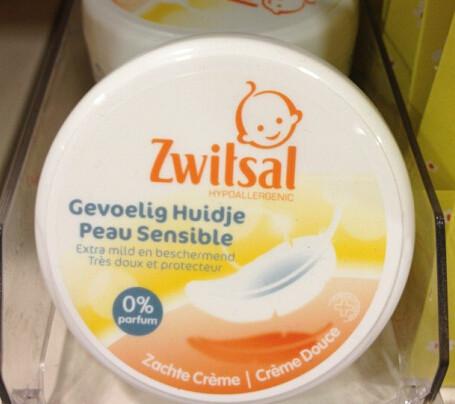 Zwitsal
HYPOALLERGENIC
Gevoelig Huidje
Peau Sensible
Extra mild en beschermend
Très doux et protecteur
0%
parfum
Zachte Crème | Crème Douce